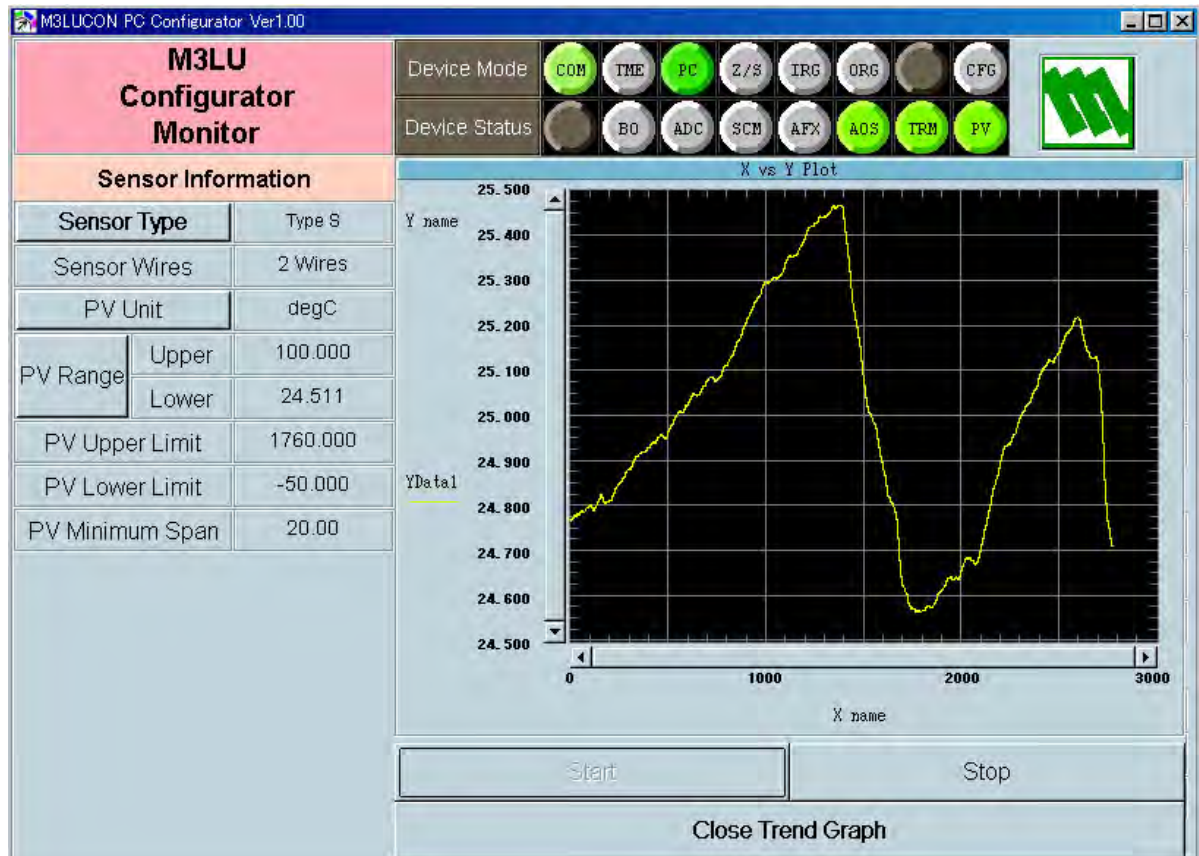 M3LUCON PC Configurator Ver1.00
M3LU
Configurator
Monitor
Device Mode COM TME PC Z/S IRG ORG CFG
Device Status BO ADC SCM AFX AOS TRM PV
Sensor Information
Sensor Type Type S
Sensor Wires 2 Wires
PV Unit degC
PV Range Upper 100.000
Lower 24.511
PV Upper Limit 1760.000
PV Lower Limit -50.000
PV Minimum Span 20.00
X vs Y Plot
25.500
Y name
25.400
25.300
25.200
25.100
25.000
24.900
YData1
24.800
24.700
24.600
24.500
0 1000 2000 3000
X name
Start Stop
Close Trend Graph